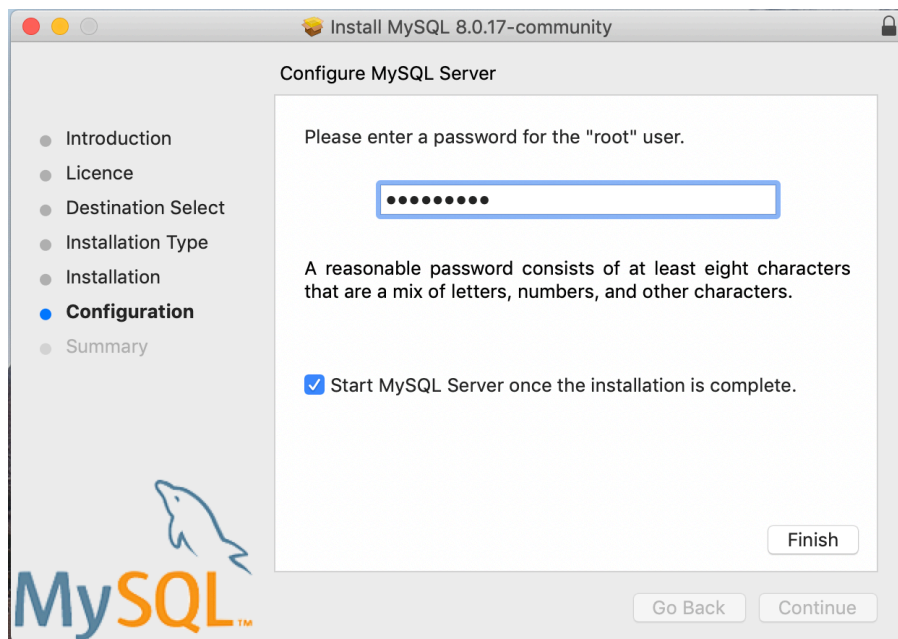 Install MySQL 8.0.17-community
Configure MySQL Server
Introduction
Licence
Destination Select
Installation Type
Installation
Configuration
Summary
Please enter a password for the "root" user.
•••••••••
A reasonable password consists of at least eight characters
that are a mix of letters, numbers, and other characters.
Start MySQL Server once the installation is complete.
Finish
MySQL™
Go Back
Continue